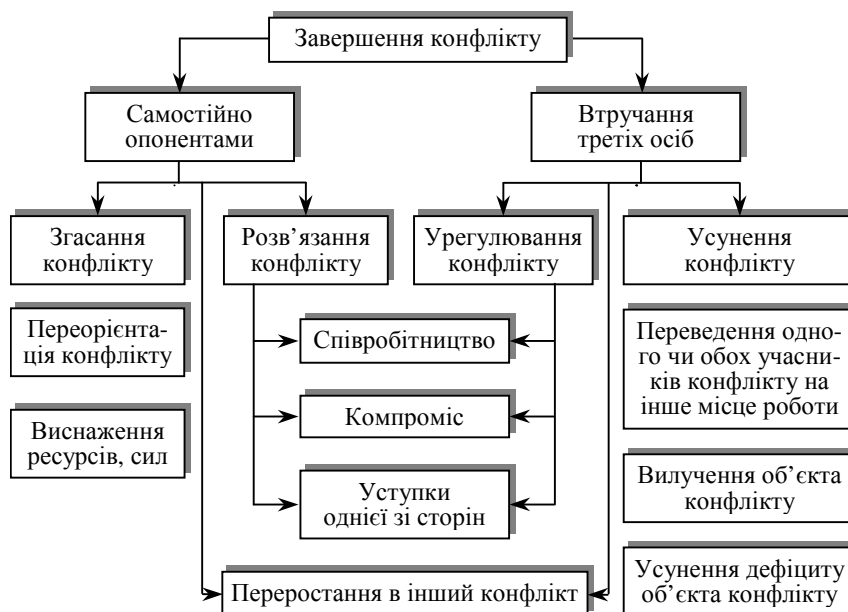 Завершення конфлікту
Самостійно
опонентами
Втручання
третіх осіб
Згасання
конфлікту
Розв’язання
конфлікту
Урегулювання
конфлікту
Усунення
конфлікту
Переорієнта-
ція конфлікту
Виснаження
ресурсів, сил
Співробітництво
Компроміс
Уступки
однієї зі сторін
Переростання в інший конфлікт
Переведення одно-
го чи обох учасни-
ків конфлікту на
інше місце роботи
Вилучення об’єкта
конфлікту
Усунення дефіциту
об’єкта конфлікту